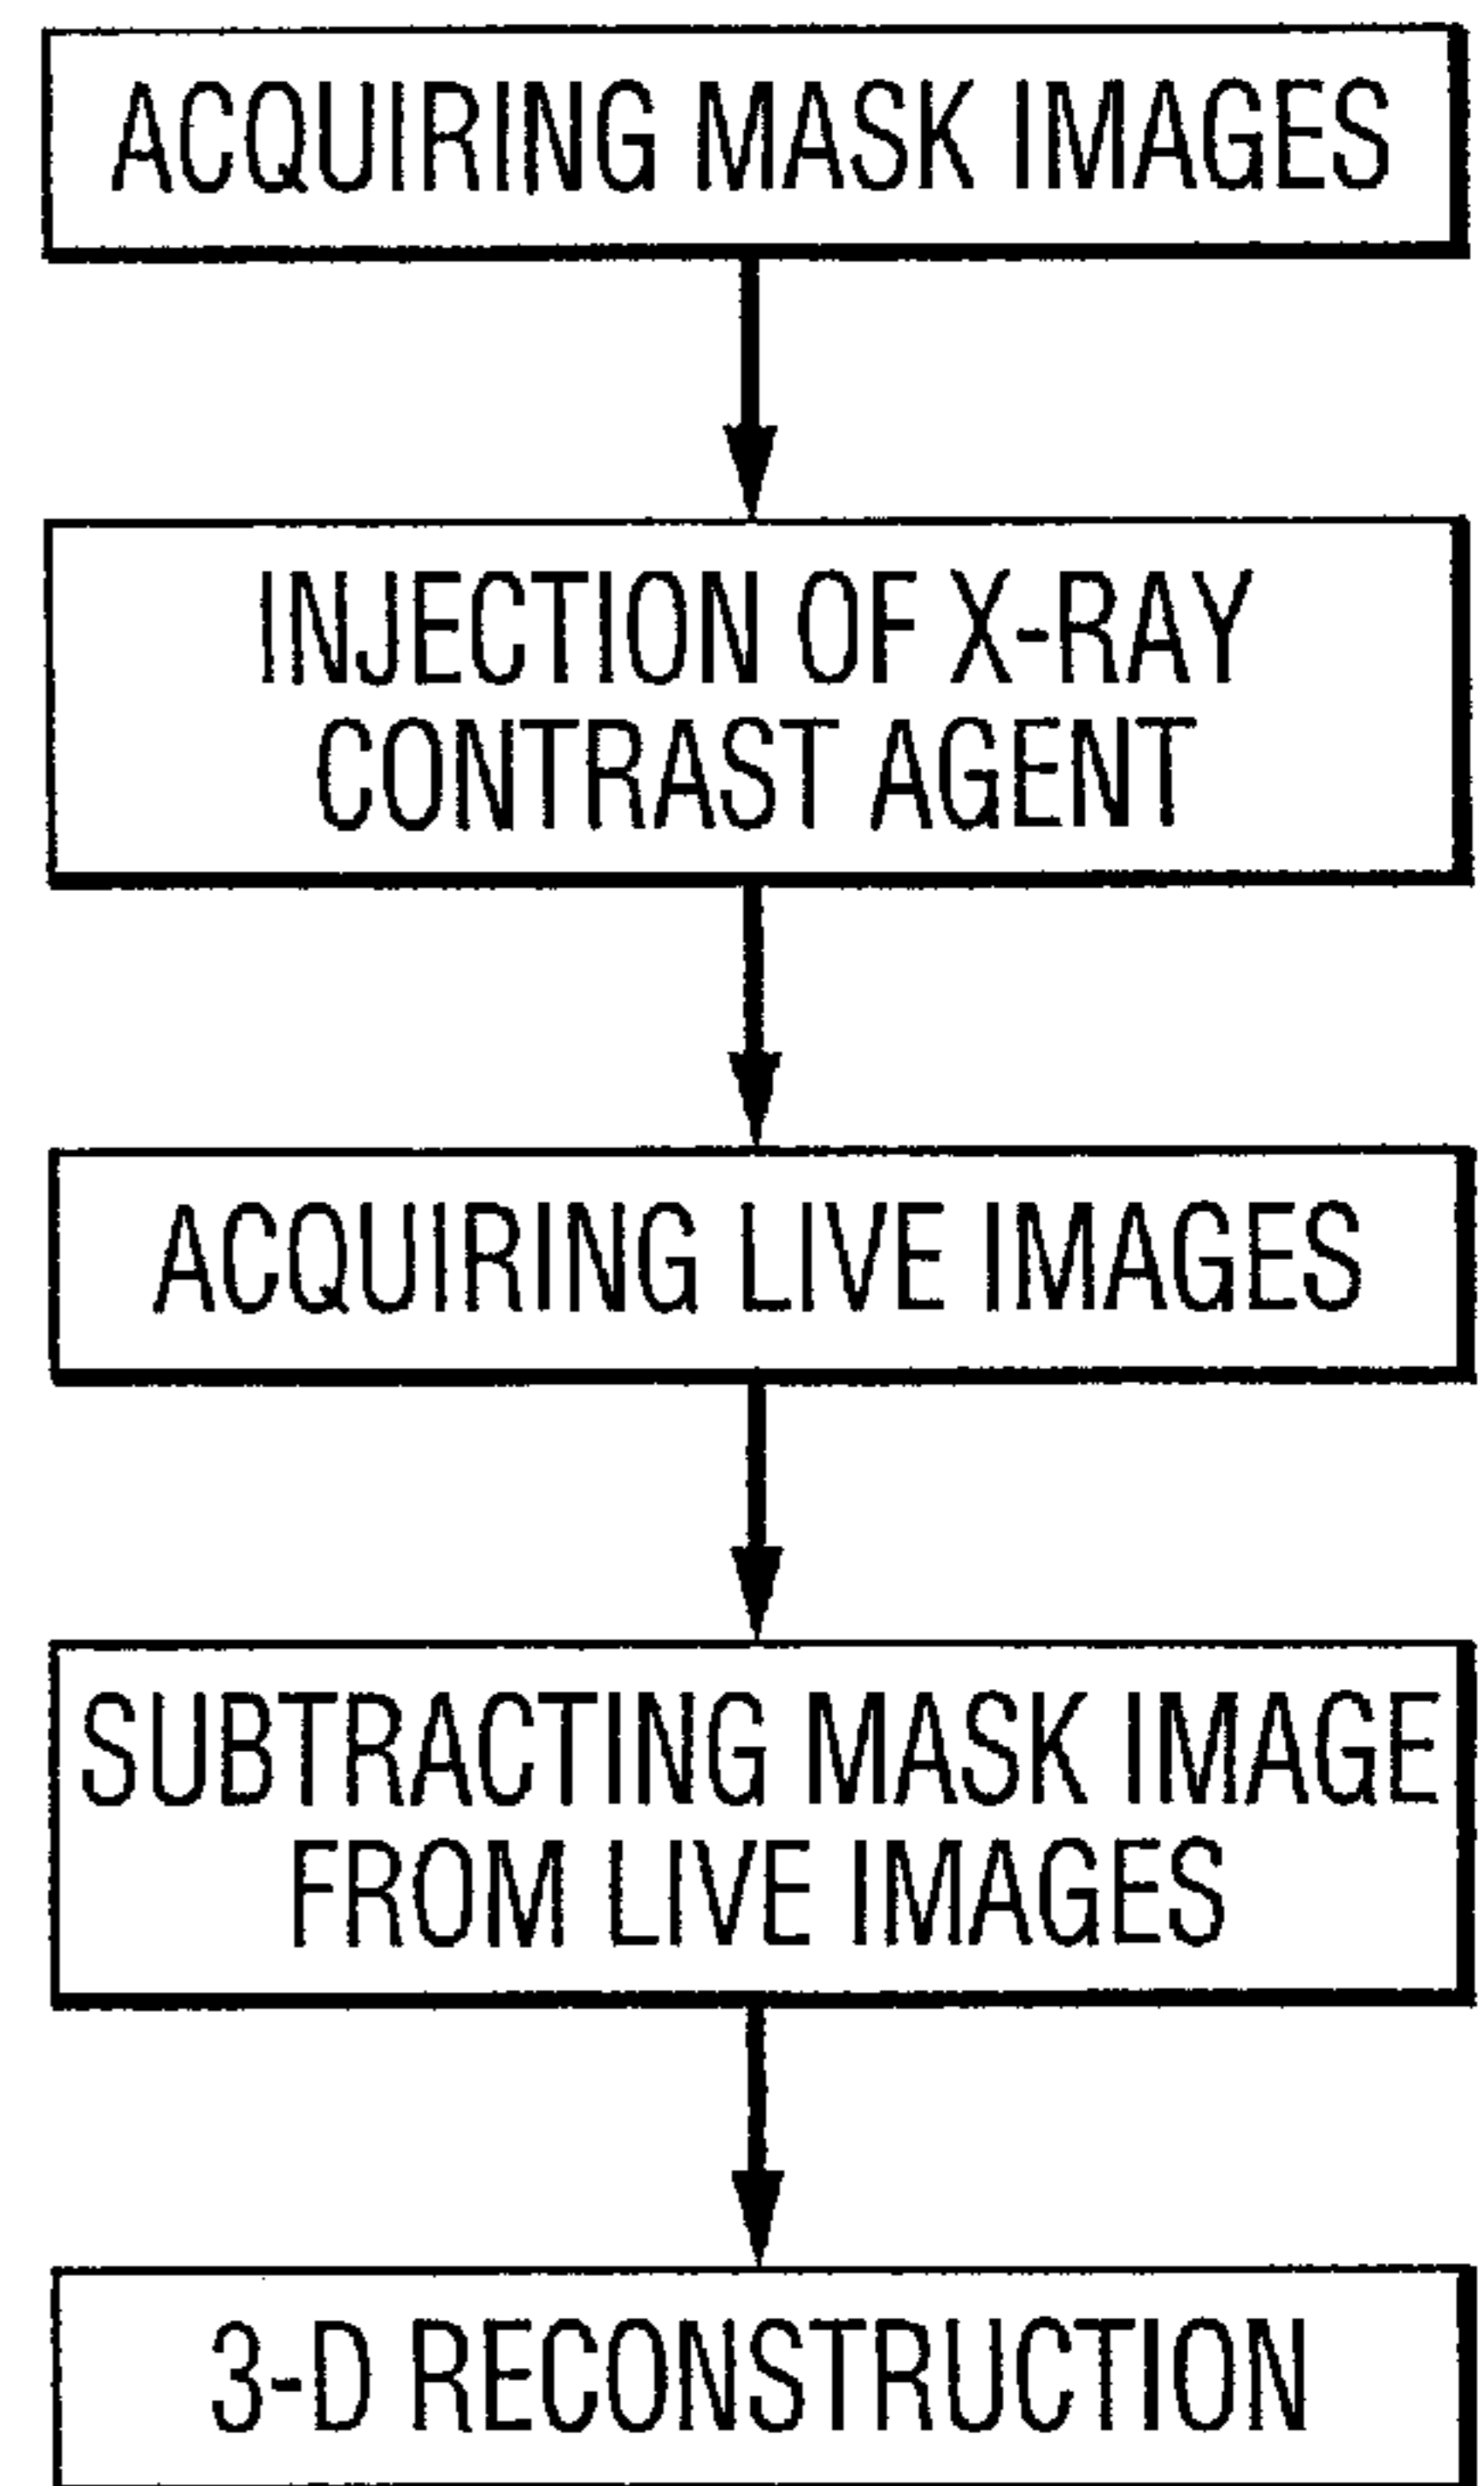 ACQUIRING MASK IMAGES
INJECTION OF X-RAY
CONTRAST AGENT
ACQUIRING LIVE IMAGES
SUBTRACTING MASK IMAGE
FROM LIVE IMAGES
3-D RECONSTRUCTION